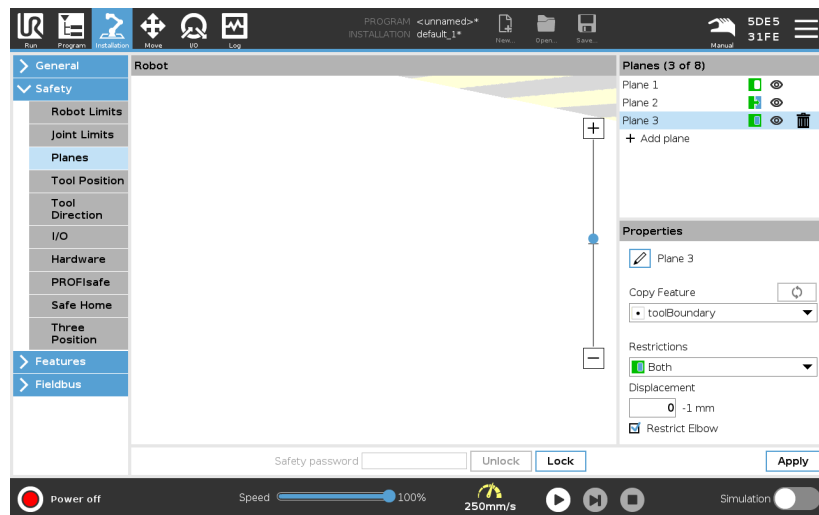 UR
Run
Program
Installation
Move
I/O
Log
PROGRAM <unnamed>*
INSTALLATION default_1*
New...
Open...
Save...
Manual
5DE5
31FE
General
Safety
Robot Limits
Joint Limits
Planes
Tool Position
Tool
Direction
I/O
Hardware
PROFIsafe
Safe Home
Three
Position
Features
Fieldbus
Robot
Planes (3 of 8)
Plane 1
Plane 2
Plane 3
+ Add plane
Properties
Plane 3
Copy Feature
toolBoundary
Restrictions
Both
Displacement
0 -1 mm
Restrict Elbow
Safety password
Unlock
Lock
Apply
Power off
Speed
100%
250mm/s
Simulation